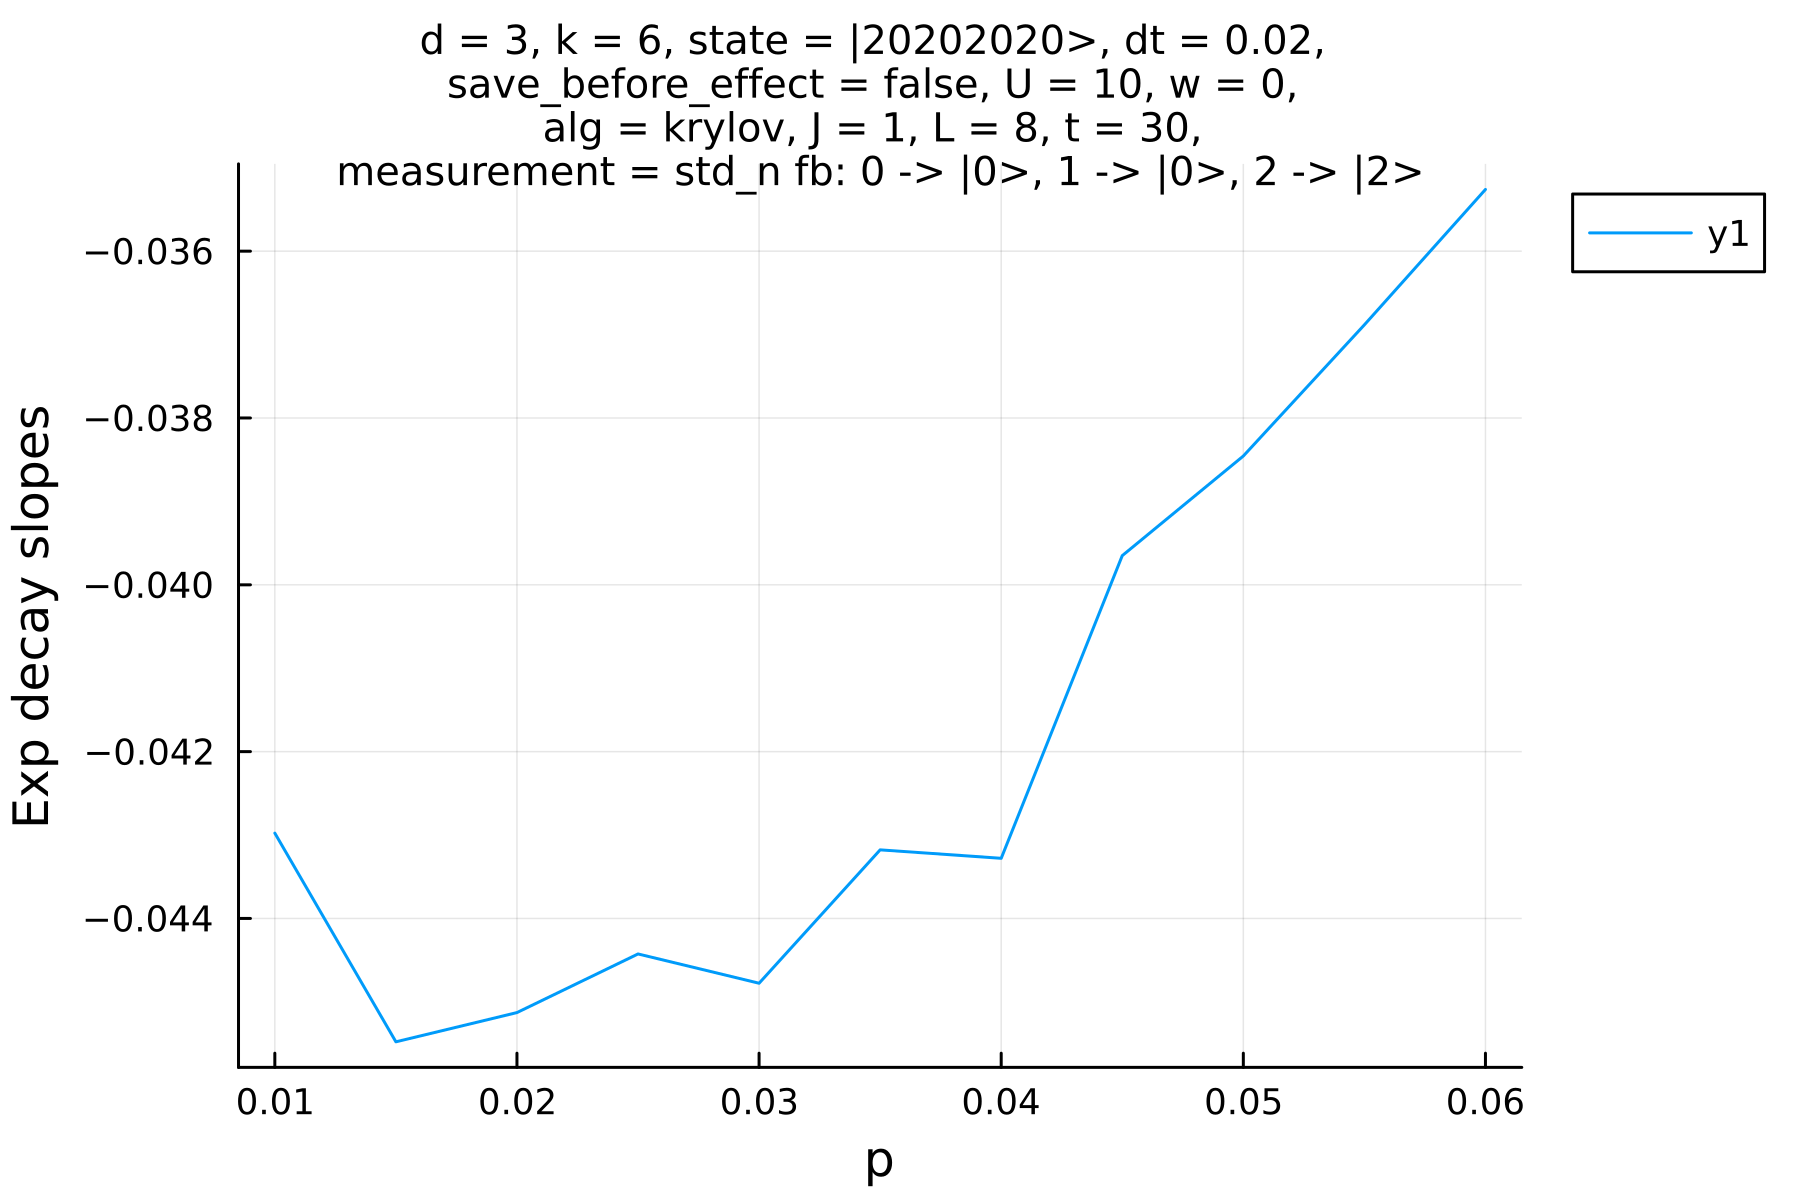 d = 3, k = 6, state = |20202020>, dt = 0.02,
save_before_effect = false, U = 10, w = 0,
alg = krylov, J = 1, L = 8, t = 30,
measurement = std_n fb: 0 -> |0>, 1 -> |0>, 2 -> |2>
y1
−0.036
−0.038
−0.040
−0.042
−0.044
Exp decay slopes
0.01 0.02 0.03 0.04 0.05 0.06
p